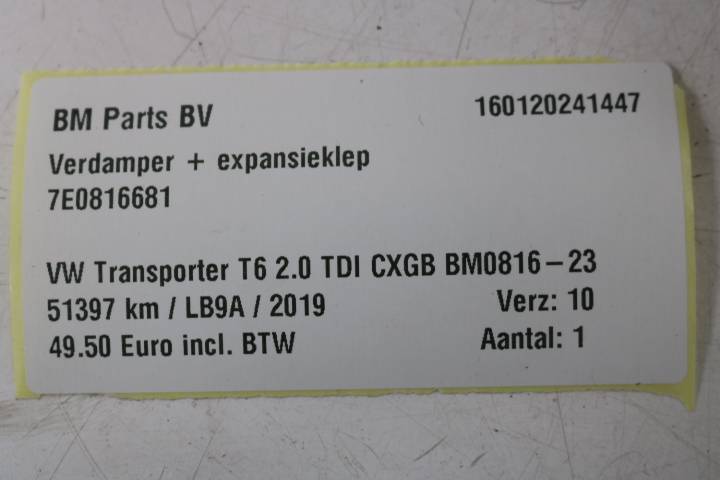 BM Parts BV 160120241447
Verdamper + expansieklep
7E0816681
VW Transporter T6 2.0 TDI CXGB BM0816-23
51397 km / LB9A / 2019 Verz: 10
49.50 Euro incl. BTW Aantal: 1